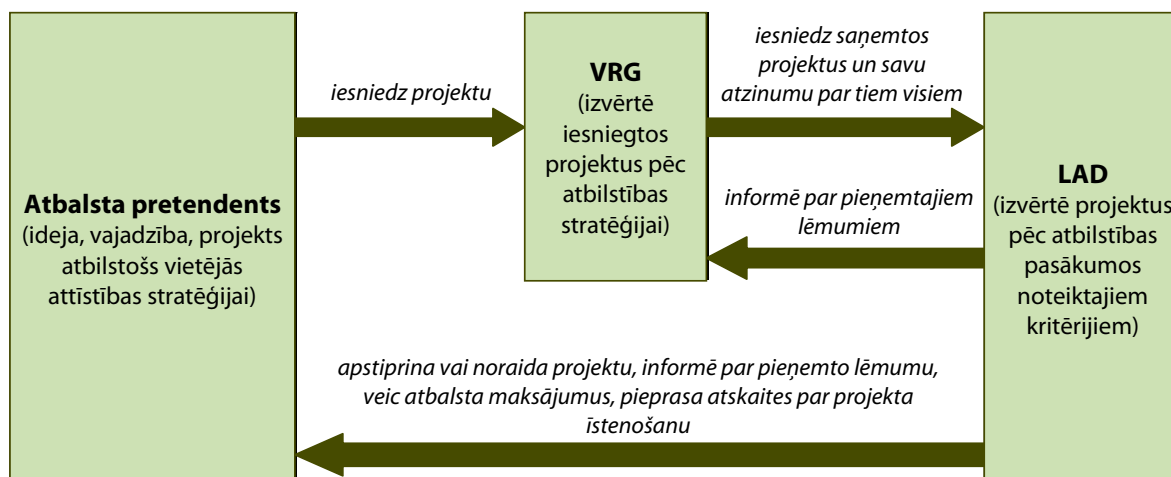 Atbalsta pretendents
(ideja, vajadzība, projekts
atbilstošs vietējās
attīstības stratēģijai)
iesniedz projektu
VRG
(izvērtē
iesniegtos
projektus pēc
atbilstības
stratēģijai)
iesniedz saņemtos
projektus un savu
atzinumu par tiem visiem
informē par pieņemtajiem
lēmumiem
LAD
(izvērtē projektus
pēc atbilstības
pasākumos
noteiktajiem
kritērijiem)
apstiprina vai noraida projektu, informē par pieņemto lēmumu,
veic atbalsta maksājumus, pieprasa atskaites par projekta
īstenošanu